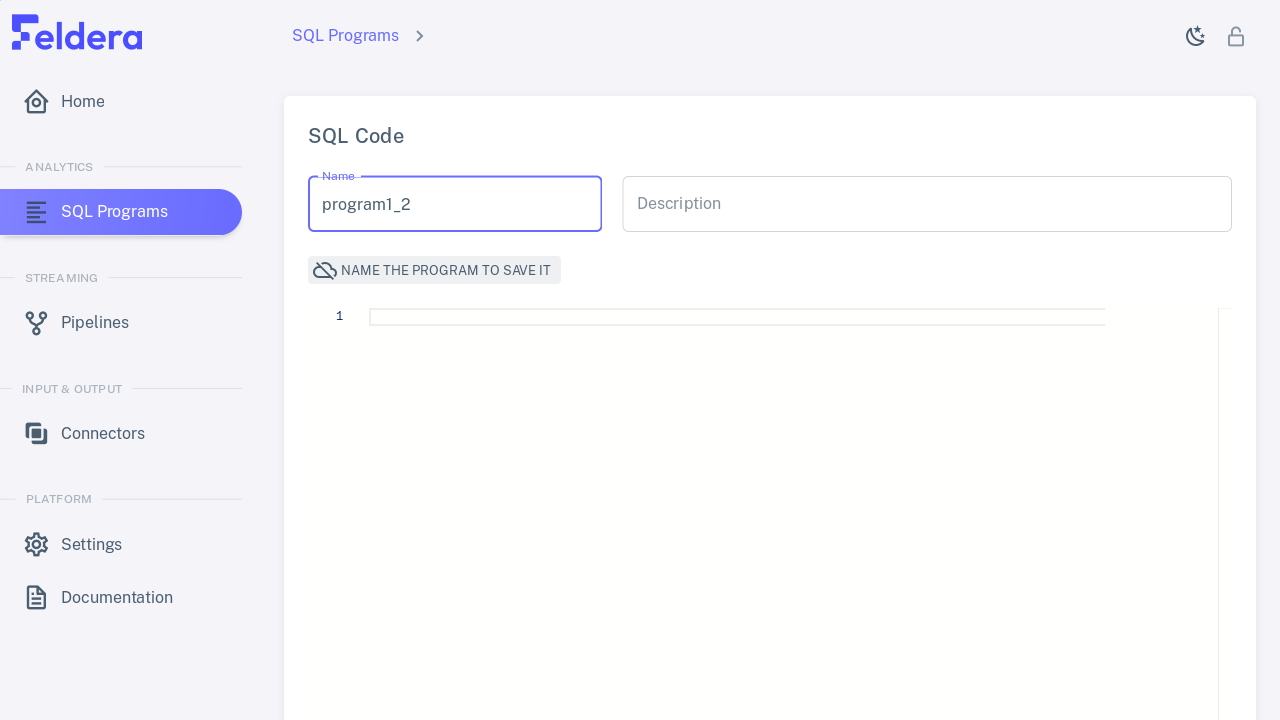 Feldera
SQL Programs
Home
ANALYTICS
SQL Programs
STREAMING
Pipelines
INPUT & OUTPUT
Connectors
PLATFORM
Settings
Documentation
SQL Code
Name
program1_2
Description
NAME THE PROGRAM TO SAVE IT
1